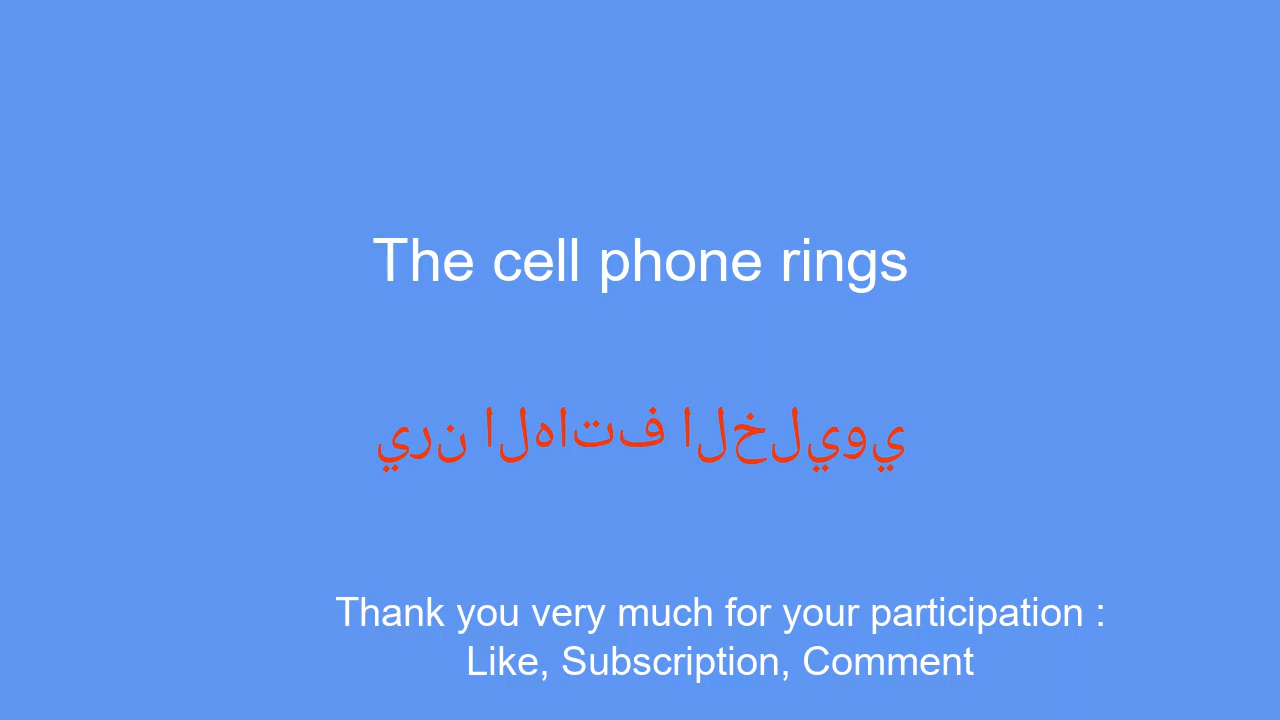 The cell phone rings
يرن الهاتف الخليوي
Thank you very much for your participation :
Like, Subscription, Comment